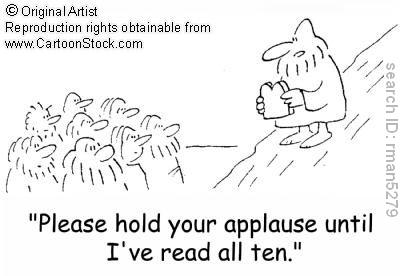 © Original Artist
Reproduction rights obtainable from
www.CartoonStock.com
search ID: rman5279
"Please hold your applause until
I've read all ten."